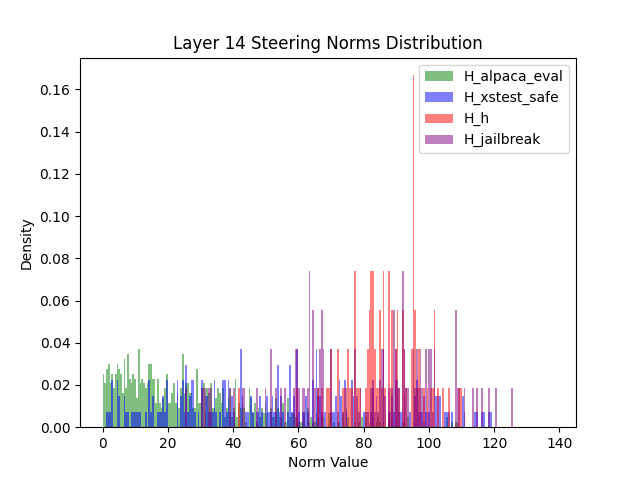 Layer 14 Steering Norms Distribution
H_alpaca_eval
H_xstest_safe
H_h
H_jailbreak
0.16
0.14
0.12
0.10
0.08
0.06
0.04
0.02
0.00
Density
0 20 40 60 80 100 120 140
Norm Value